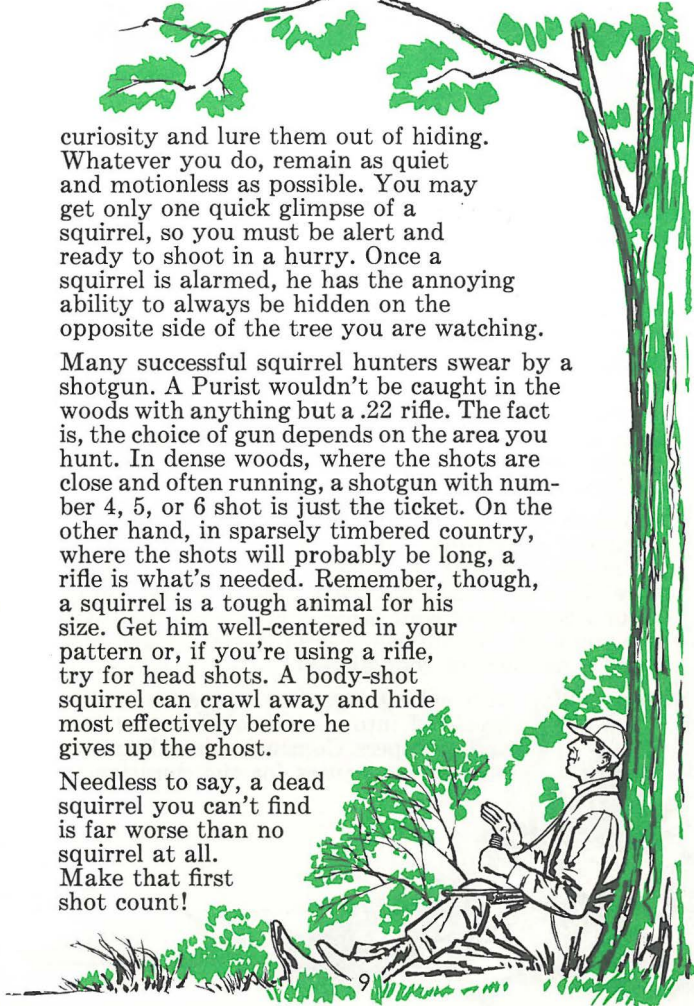 curiosity and lure them out of hiding.
Whatever you do, remain as quiet
and motionless as possible. You may
get only one quick glimpse of a
squirrel, so you must be alert and
ready to shoot in a hurry. Once a
squirrel is alarmed, he has the annoying
ability to always be hidden on the
opposite side of the tree you are watching.
Many successful squirrel hunters swear by a
shotgun. A Purist wouldn't be caught in the
woods with anything but a .22 rifle. The fact
is, the choice of gun depends on the area you
hunt. In dense woods, where the shots are
close and often running, a shotgun with num-
ber 4, 5, or 6 shot is just the ticket. On the
other hand, in sparsely timbered country,
where the shots will probably be long, a
rifle is what's needed. Remember, though,
a squirrel is a tough animal for his
size. Get him well-centered in your
pattern or, if you're using a rifle,
try for head shots. A body-shot
squirrel can crawl away and hide
most effectively before he
gives up the ghost.
Needless to say, a dead
squirrel you can't find
is far worse than no
squirrel at all.
Make that first
shot count!
9